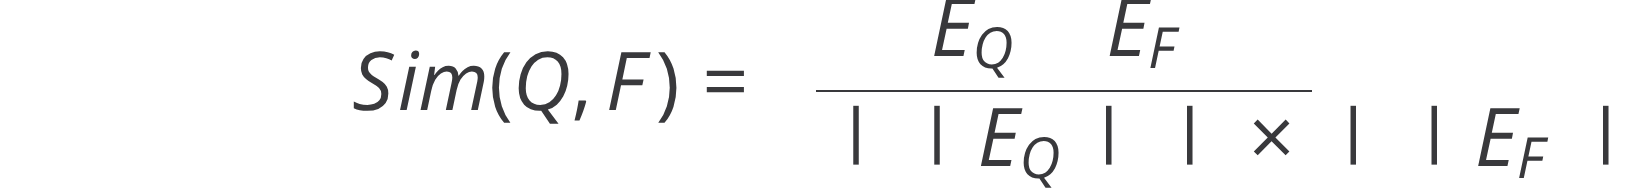 Sim(Q, F) = E_Q E_F
| | E_Q | | × | | E_F |